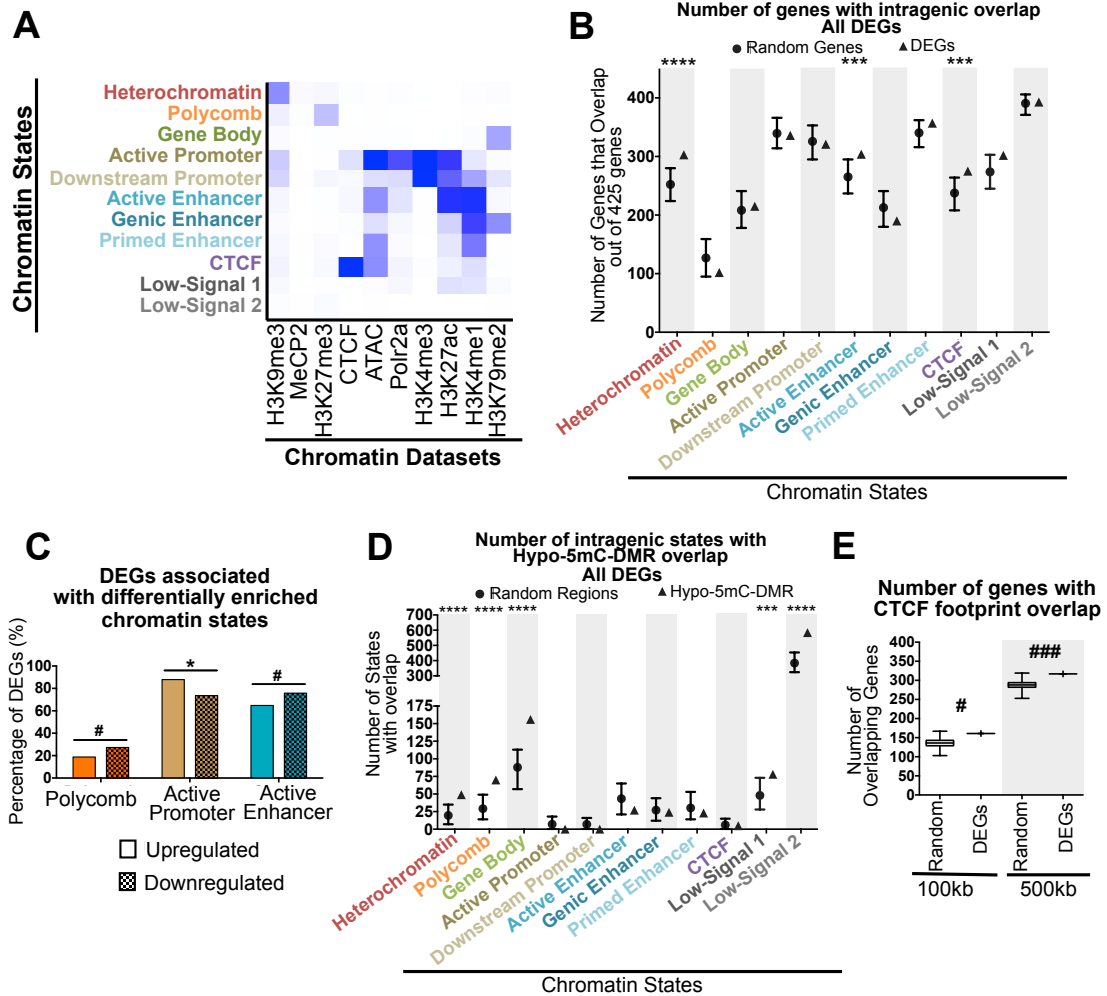 A
Chromatin States
Heterochromatin
Polycomb
Gene Body
Active Promoter
Downstream Promoter
Active Enhancer
Genic Enhancer
Primed Enhancer
CTCF
Low-Signal 1
Low-Signal 2
H3K9me3
MeCP2
H3K27me3
CTCF
ATAC
Polr2a
H3K4me3
H3K27ac
H3K4me1
H3K79me2
Chromatin Datasets
B
Number of genes with intragenic overlap
All DEGs
Random Genes
DEGs
**** *** ***
Number of Genes that Overlap
out of 425 genes
400
300
200
100
0
Heterochromatin
Polycomb
Gene Body
Active Promoter
Downstream Promoter
Active Enhancer
Genic Enhancer
Primed Enhancer
CTCF
Low-Signal 1
Low-Signal 2
Chromatin States
C
DEGs associated
with differentially enriched
chromatin states
Percentage of DEGs (%)
100
80
60
40
20
0
# * #
Polycomb
Active
Promoter
Active
Enhancer
Upregulated
Downregulated
D
Number of intragenic states with
Hypo-5mC-DMR overlap
All DEGs
Random Regions
Hypo-5mC-DMR
**** **** **** *** ****
Number of States
with overlap
700
600
500
400
300
175
150
125
100
75
50
25
0
Heterochromatin
Polycomb
Gene Body
Active Promoter
Downstream Promoter
Active Enhancer
Genic Enhancer
Primed Enhancer
CTCF
Low-Signal 1
Low-Signal 2
Chromatin States
E
Number of genes with
CTCF footprint overlap
Number of
Overlapping Genes
400
350
300
250
200
150
100
50
0
# ###
Random
DEGs
Random
DEGs
100kb
500kb